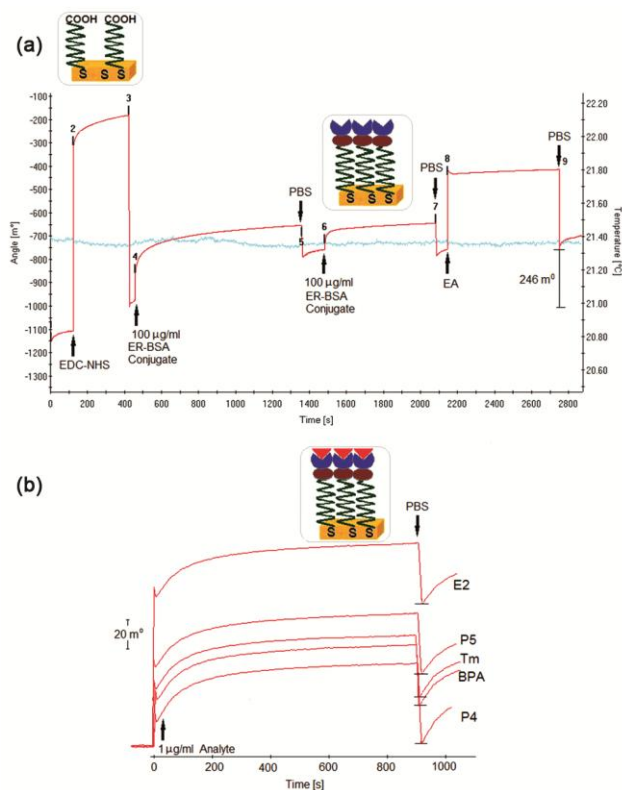 (a)
COOH COOH
S S S
-100
-200
-300
-400
-500
-600
-700
-800
-900
-1000
-1100
-1200
-1300
Angle [m°]
2
3
4
PBS
5
6
PBS
7
8
PBS
9
S S S
EDC-NHS
100 µg/ml
ER-BSA
Conjugate
100 µg/ml
ER-BSA
Conjugate
EA
246 m⁰
22.20
22.00
21.80
21.60
21.40
21.20
21.00
20.80
20.60
Temperature [°C]
0 200 400 600 800 1000 1200 1400 1600 1800 2000 2200 2400 2600 2800
Time [s]
(b)
S S S
PBS
20 m⁰
E2
P5
Tm
BPA
P4
1 µg/ml Analyte
0 200 400 600 800 1000
Time [s]